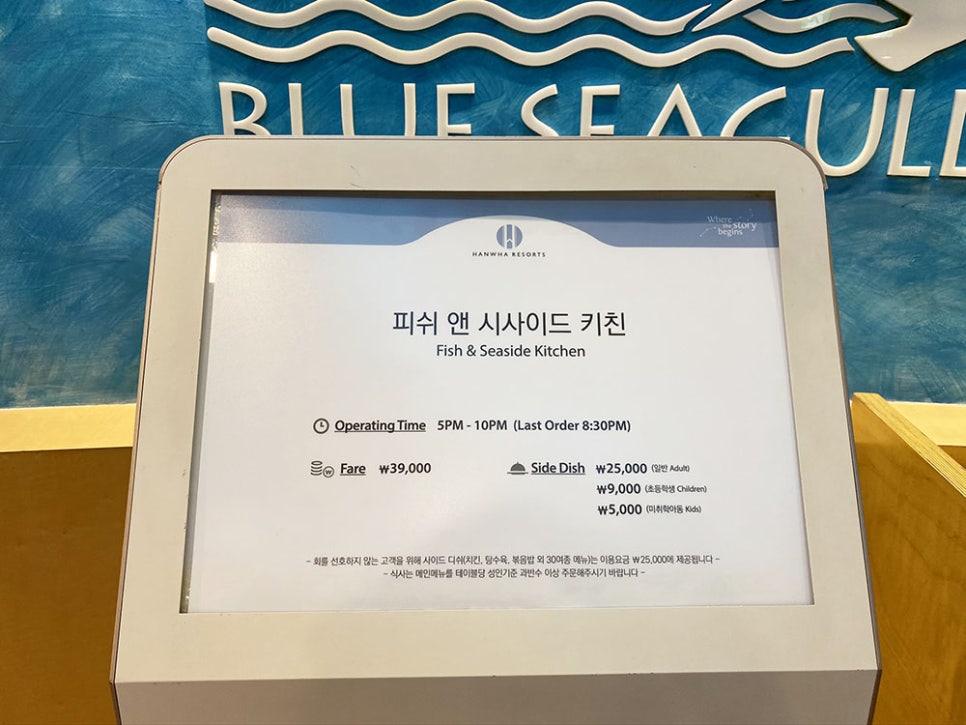 BLUE SEAGULL
Where
the story
begins
HANWHA RESORTS
피쉬 앤 시사이드 키친
Fish & Seaside Kitchen
Operating Time 5PM - 10PM (Last Order 8:30PM)
Fare ₩39,000 Side Dish ₩25,000 (일반 Adult)
₩9,000 (초등학생 Children)
₩5,000 (미취학아동 Kids)
- 회를 선호하지 않는 고객을 위해 사이드 디쉬(치킨, 탕수육, 볶음밥 외 30여종 메뉴)는 이용요금 ₩25,000에 제공됩니다 -
- 식사는 메인메뉴를 테이블당 성인기준 과반수 이상 주문해주시기 바랍니다 -